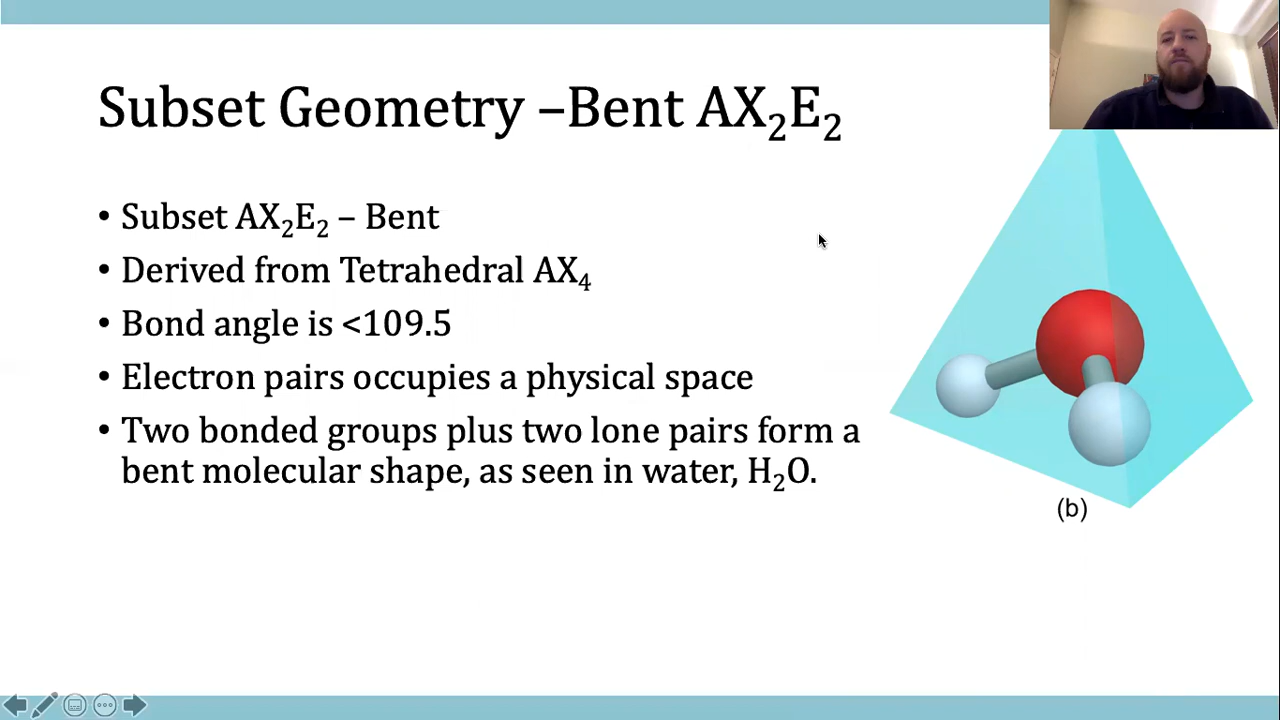 Subset Geometry –Bent AX₂E₂
• Subset AX₂E₂ – Bent
• Derived from Tetrahedral AX₄
• Bond angle is <109.5
• Electron pairs occupies a physical space
• Two bonded groups plus two lone pairs form a
bent molecular shape, as seen in water, H₂O.
(b)